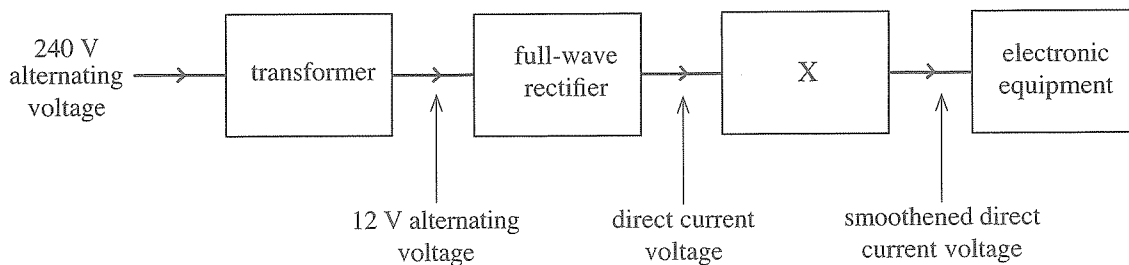 240 V
alternating
voltage
transformer
full-wave
rectifier
X
electronic
equipment
12 V alternating
voltage
direct current
voltage
smoothened direct
current voltage